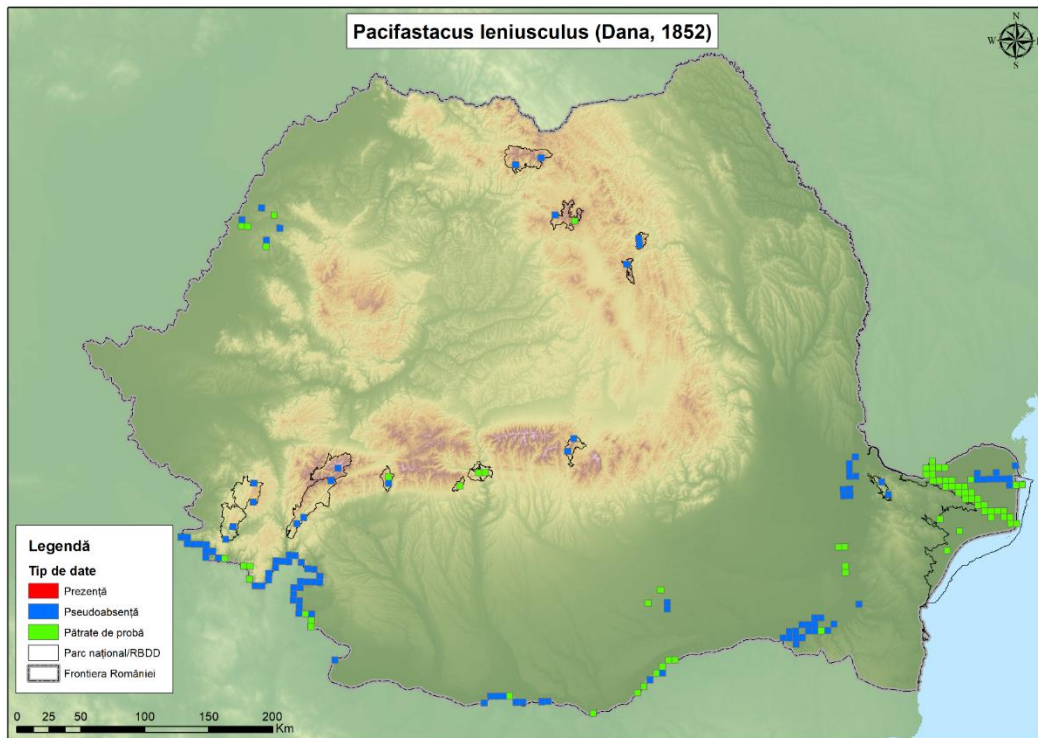 Pacifastacus leniusculus (Dana, 1852)
N
W
E
S
Legendă
Tip de date
Prezență
Pseudoabsență
Pătrate de probă
Parc național/RBDD
Frontiera României
0 50 100 150 200
Km